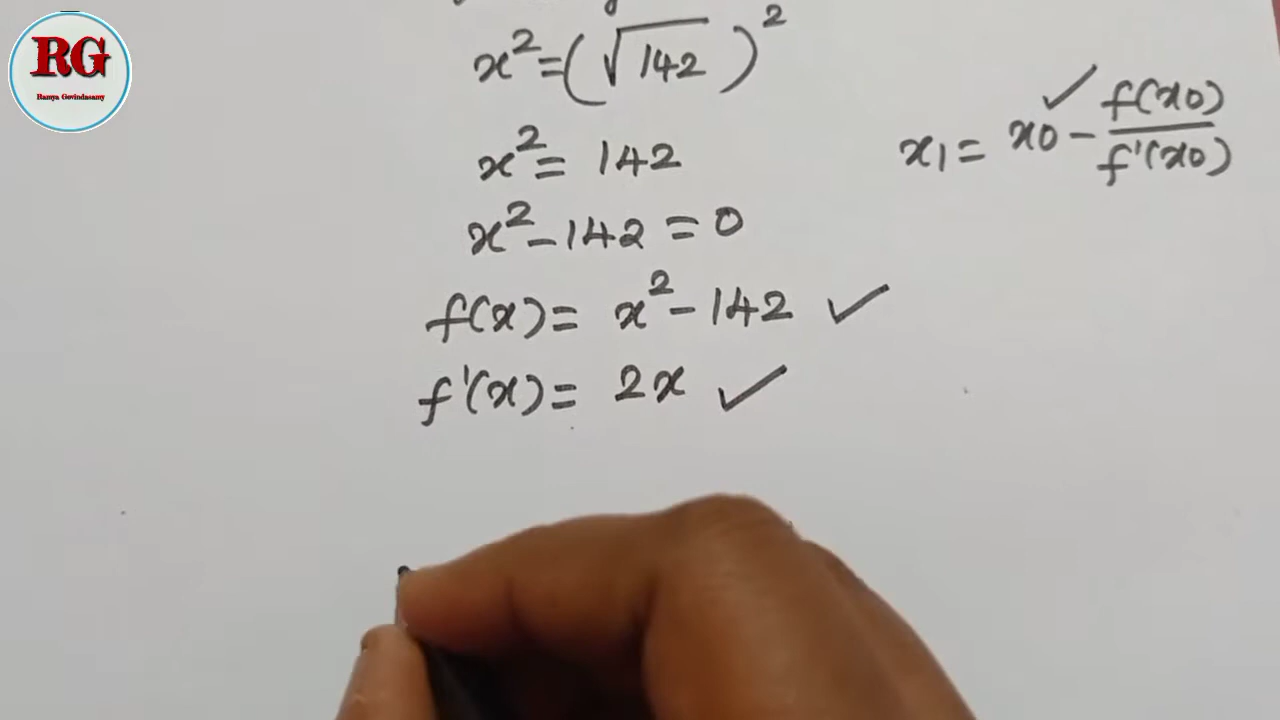 RG
Ramya Govindasamy
x²=(√142)²
x²= 142
x1= x0 - f(x0)/f'(x0)
x²-142 = 0
f(x)= x²-142 ✓
f'(x)= 2x ✓